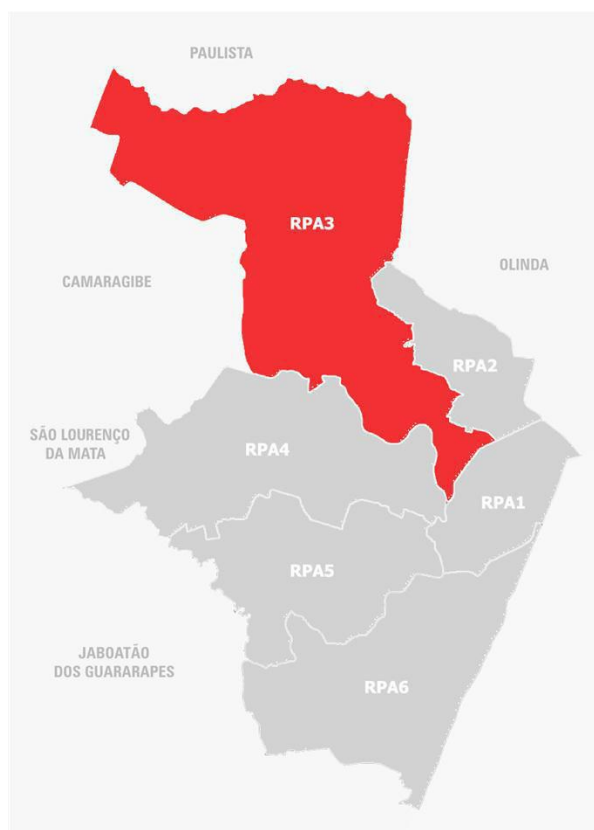 PAULISTA
RPA3
OLINDA
CAMARAGIBE
RPA2
SÃO LOURENÇO
DA MATA
RPA4
RPA1
RPA5
JABOATÃO
DOS GUARARAPES
RPA6